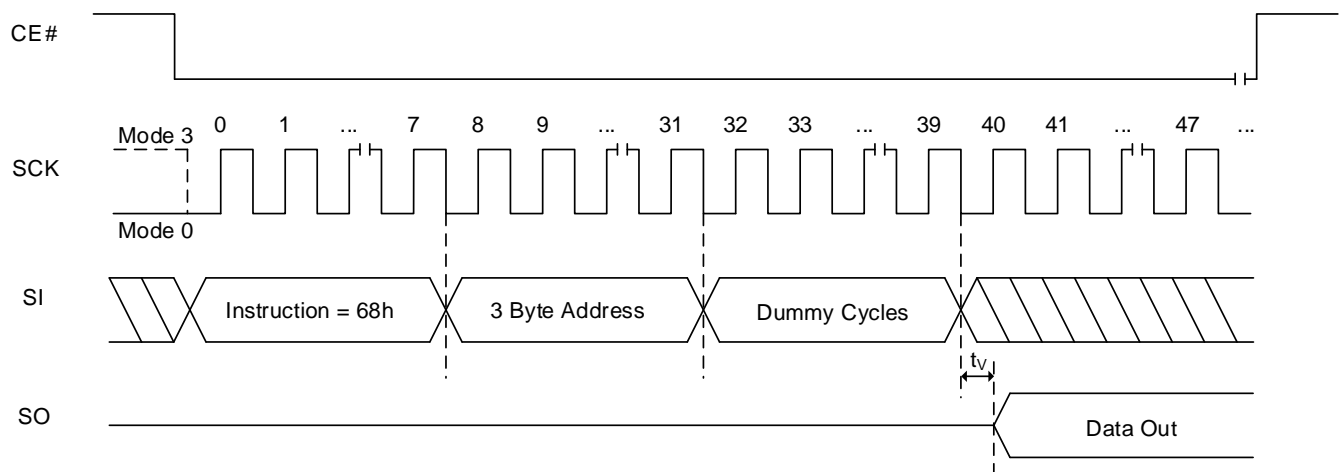 CE#
0 1 ... 7 8 9 ... 31 32 33 ... 39 40 41 ... 47 ...
Mode 3
SCK
Mode 0
SI
Instruction = 68h 3 Byte Address Dummy Cycles
tV
SO
Data Out